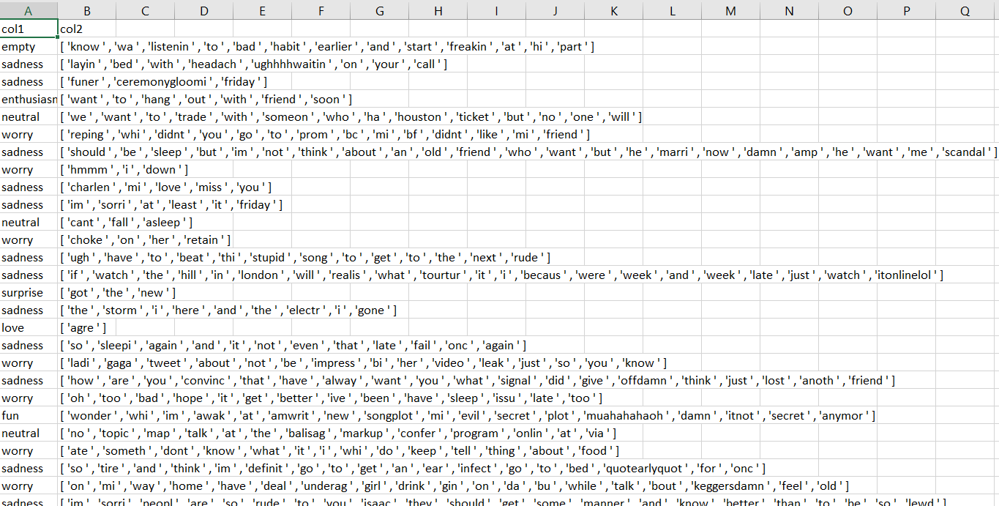 A B C D E F G H I J K L M N O P Q
col1 col2
empty [ 'know ' , 'wa ' , 'listenin ' , 'to ' , 'bad ' , 'habit ' , 'earlier ' , 'and ' , 'start ' , 'freakin ' , 'at ' , 'hi ' , 'part ' ]
sadness [ 'layin ' , 'bed ' , 'with ' , 'headach ' , 'ughhhhwaitin ' , 'on ' , 'your ' , 'call ' ]
sadness [ 'funer ' , 'ceremonygloomi ' , 'friday ' ]
enthusiasn [ 'want ' , 'to ' , 'hang ' , 'out ' , 'with ' , 'friend ' , 'soon ' ]
neutral [ 'we ' , 'want ' , 'to ' , 'trade ' , 'with ' , 'someon ' , 'who ' , 'ha ' , 'houston ' , 'ticket ' , 'but ' , 'no ' , 'one ' , 'will ' ]
worry [ 'reping ' , 'whi ' , 'didnt ' , 'you ' , 'go ' , 'to ' , 'prom ' , 'bc ' , 'mi ' , 'bf ' , 'didnt ' , 'like ' , 'mi ' , 'friend ' ]
sadness [ 'should ' , 'be ' , 'sleep ' , 'but ' , 'im ' , 'not ' , 'think ' , 'about ' , 'an ' , 'old ' , 'friend ' , 'who ' , 'want ' , 'but ' , 'he ' , 'marri ' , 'now ' , 'damn ' , 'amp ' , 'he ' , 'want ' , 'me ' , 'scandal ' ]
worry [ 'hmmm ' , 'i ' , 'down ' ]
sadness [ 'charlen ' , 'mi ' , 'love ' , 'miss ' , 'you ' ]
sadness [ 'im ' , 'sorri ' , 'at ' , 'least ' , 'it ' , 'friday ' ]
neutral [ 'cant ' , 'fall ' , 'asleep ' ]
worry [ 'choke ' , 'on ' , 'her ' , 'retain ' ]
sadness [ 'ugh ' , 'have ' , 'to ' , 'beat ' , 'thi ' , 'stupid ' , 'song ' , 'to ' , 'get ' , 'to ' , 'the ' , 'next ' , 'rude ' ]
sadness [ 'if ' , 'watch ' , 'the ' , 'hill ' , 'in ' , 'london ' , 'will ' , 'realis ' , 'what ' , 'tourtur ' , 'it ' , 'i ' , 'becaus ' , 'were ' , 'week ' , 'and ' , 'week ' , 'late ' , 'just ' , 'watch ' , 'itonlinelol ' ]
surprise [ 'got ' , 'the ' , 'new ' ]
sadness [ 'the ' , 'storm ' , 'i ' , 'here ' , 'and ' , 'the ' , 'electr ' , 'i ' , 'gone ' ]
love [ 'agre ' ]
sadness [ 'so ' , 'sleepi ' , 'again ' , 'and ' , 'it ' , 'not ' , 'even ' , 'that ' , 'late ' , 'fail ' , 'onc ' , 'again ' ]
worry [ 'ladi ' , 'gaga ' , 'tweet ' , 'about ' , 'not ' , 'be ' , 'impress ' , 'bi ' , 'her ' , 'video ' , 'leak ' , 'just ' , 'so ' , 'you ' , 'know ' ]
sadness [ 'how ' , 'are ' , 'you ' , 'convinc ' , 'that ' , 'have ' , 'alway ' , 'want ' , 'you ' , 'what ' , 'signal ' , 'did ' , 'give ' , 'offdamn ' , 'think ' , 'just ' , 'lost ' , 'anoth ' , 'friend ' ]
worry [ 'oh ' , 'too ' , 'bad ' , 'hope ' , 'it ' , 'get ' , 'better ' , 'ive ' , 'been ' , 'have ' , 'sleep ' , 'issu ' , 'late ' , 'too ' ]
fun [ 'wonder ' , 'whi ' , 'im ' , 'awak ' , 'at ' , 'amwrit ' , 'new ' , 'songplot ' , 'mi ' , 'evil ' , 'secret ' , 'plot ' , 'muahahahaoh ' , 'damn ' , 'itnot ' , 'secret ' , 'anymor ' ]
neutral [ 'no ' , 'topic ' , 'map ' , 'talk ' , 'at ' , 'the ' , 'balisag ' , 'markup ' , 'confer ' , 'program ' , 'onlin ' , 'at ' , 'via ' ]
worry [ 'ate ' , 'someth ' , 'dont ' , 'know ' , 'what ' , 'it ' , 'i ' , 'whi ' , 'do ' , 'keep ' , 'tell ' , 'thing ' , 'about ' , 'food ' ]
sadness [ 'so ' , 'tire ' , 'and ' , 'think ' , 'im ' , 'definit ' , 'go ' , 'to ' , 'get ' , 'an ' , 'ear ' , 'infect ' , 'go ' , 'to ' , 'bed ' , 'quotearlyquot ' , 'for ' , 'onc ' ]
worry [ 'on ' , 'mi ' , 'way ' , 'home ' , 'have ' , 'deal ' , 'underag ' , 'girl ' , 'drink ' , 'gin ' , 'on ' , 'da ' , 'bu ' , 'while ' , 'talk ' , 'bout ' , 'keggersdamn ' , 'feel ' , 'old ' ]
sadness [ 'im ' , 'sorri ' , 'peopl ' , 'are ' , 'so ' , 'rude ' , 'to ' , 'you ' , 'isaac ' , 'they ' , 'should ' , 'get ' , 'some ' , 'manner ' , 'and ' , 'know ' , 'better ' , 'than ' , 'to ' , 'be ' , 'so ' , 'lewd ' ]